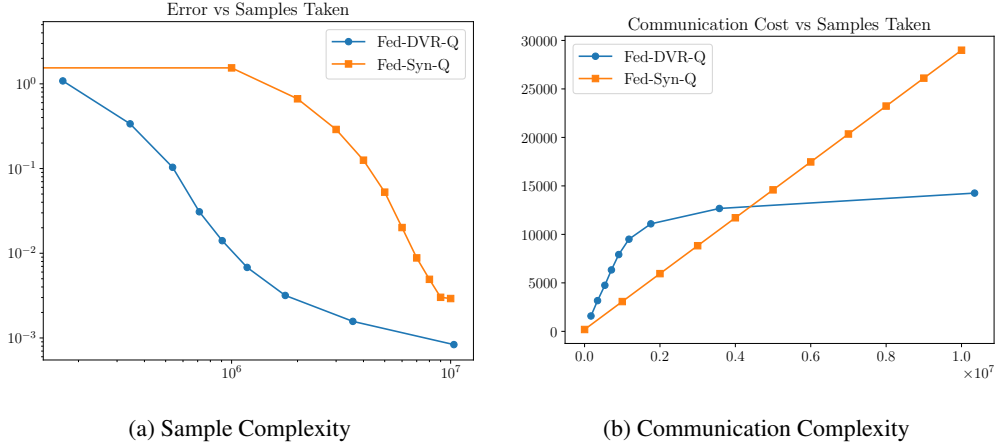 Error vs Samples Taken
Fed-DVR-Q
Fed-Syn-Q
10^0
10^-1
10^-2
10^-3
10^6
10^7
(a) Sample Complexity
Communication Cost vs Samples Taken
Fed-DVR-Q
Fed-Syn-Q
30000
25000
20000
15000
10000
5000
0
0.0 0.2 0.4 0.6 0.8 1.0
×10^7
(b) Communication Complexity